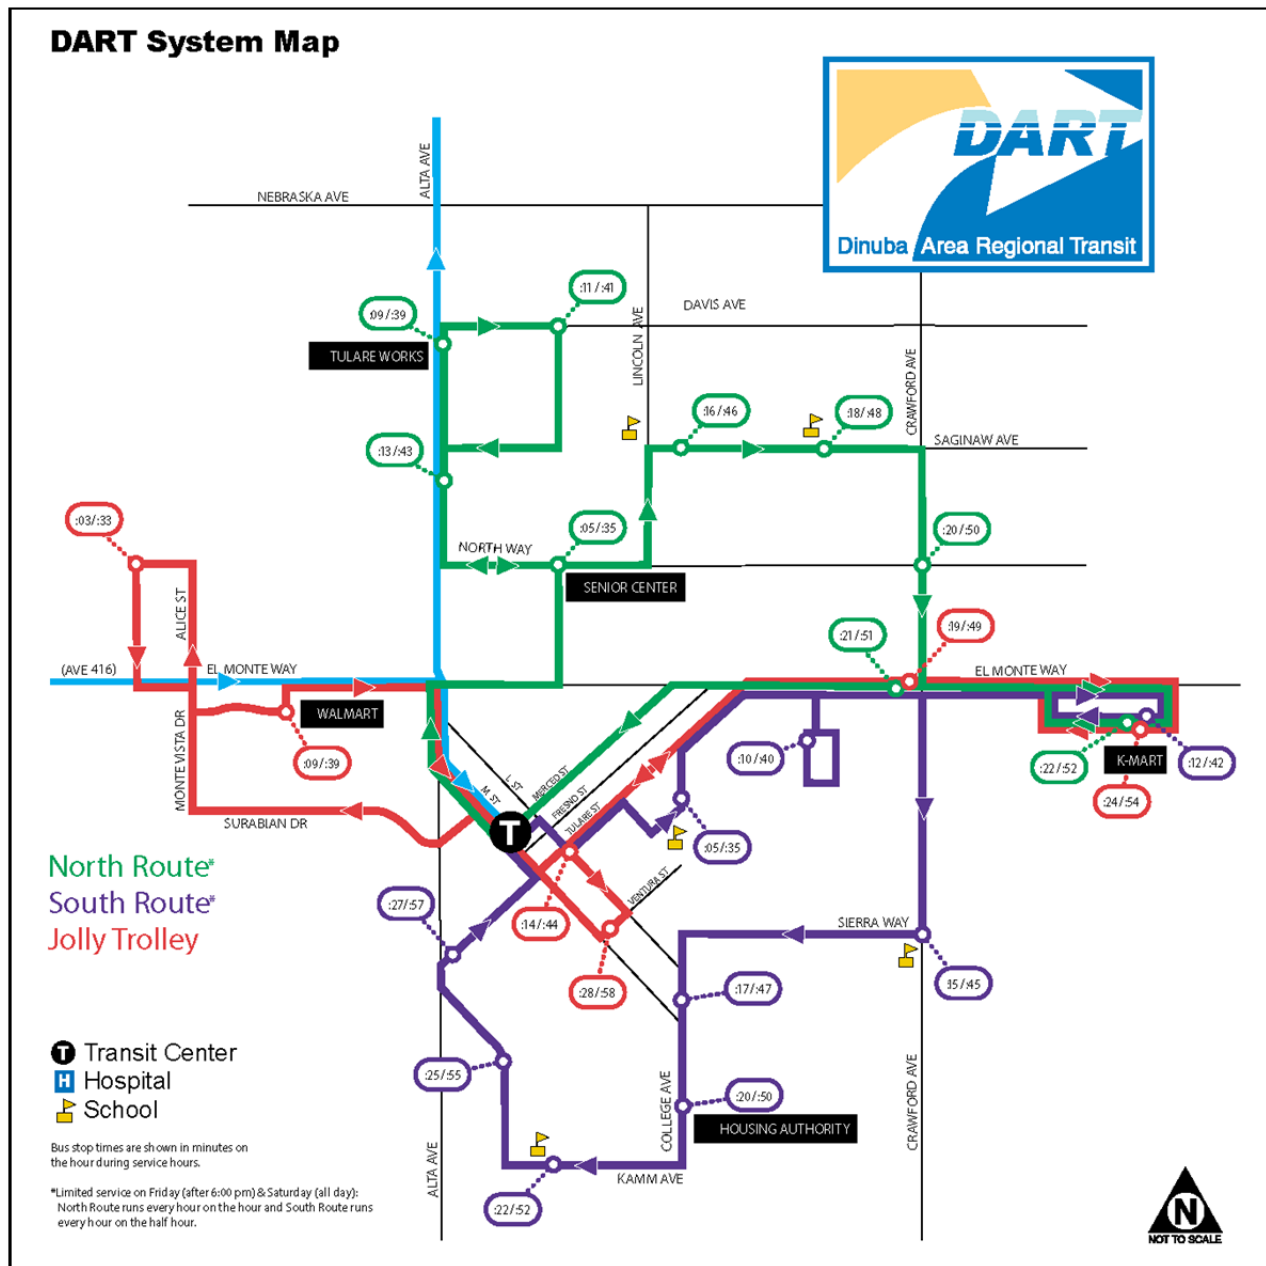 DART System Map
DART
Dinuba Area Regional Transit
ALTA AVE
NEBRASKA AVE
:11/:41
:09/:39
DAVIS AVE
LINCOLN AVE
TULARE WORKS
CRAWFORD AVE
:16/:46
:18/:48
SAGINAW AVE
:13/:43
:03/:33
:05/:35
:20/:50
NORTH WAY
SENIOR CENTER
ALICE ST
:21/:51
:19/:49
(AVE 416)
EL MONTE WAY
EL MONTE WAY
WALMART
MONTE VISTA DR
:09/:39
L ST
M ST
MERCED ST
FRESNO ST
TULARE ST
:10/:40
:22/:52
K-MART
:12/:42
:24/:54
SURABIAN DR
T
:05/:35
North Route*
South Route*
Jolly Trolley
VENTURA ST
:27/:57
:14/:44
SIERRA WAY
:28/:58
:17/:47
:15/:45
T Transit Center
H Hospital
School
:25/:55
COLLEGE AVE
:20/:50
CRAWFORD AVE
HOUSING AUTHORITY
Bus stop times are shown in minutes on
the hour during service hours.
ALTA AVE
KAMM AVE
:22/:52
*Limited service on Friday (after 6:00 pm) & Saturday (all day):
North Route runs every hour on the hour and South Route runs
every hour on the half hour.
N
NOT TO SCALE